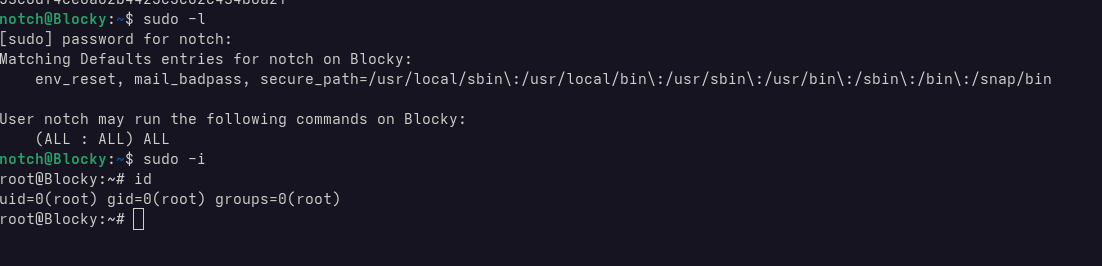 notch@Blocky:~$ sudo -l
[sudo] password for notch:
Matching Defaults entries for notch on Blocky:
    env_reset, mail_badpass, secure_path=/usr/local/sbin\:/usr/local/bin\:/usr/sbin\:/usr/bin\:/sbin\:/bin\:/snap/bin

User notch may run the following commands on Blocky:
    (ALL : ALL) ALL
notch@Blocky:~$ sudo -i
root@Blocky:~# id
uid=0(root) gid=0(root) groups=0(root)
root@Blocky:~#